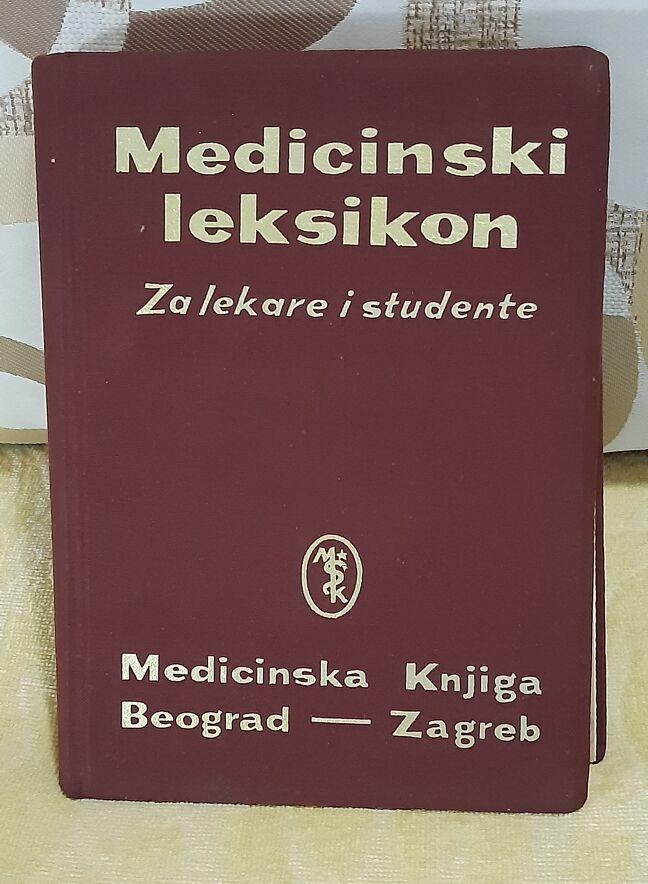 Medicinski
leksikon
Za lekare i studente
M
S
K
Medicinska Knjiga
Beograd — Zagreb